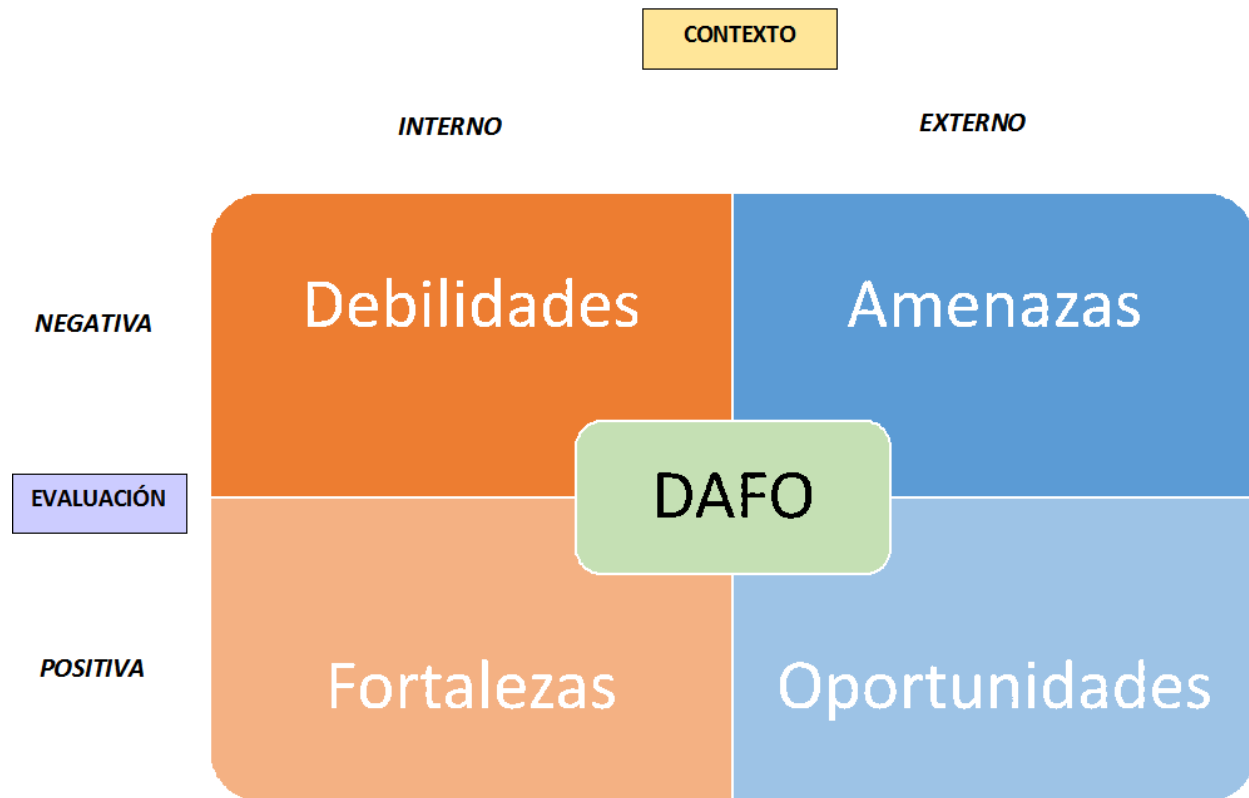 CONTEXTO
INTERNO
EXTERNO
NEGATIVA
Debilidades
Amenazas
EVALUACIÓN
DAFO
POSITIVA
Fortalezas
Oportunidades